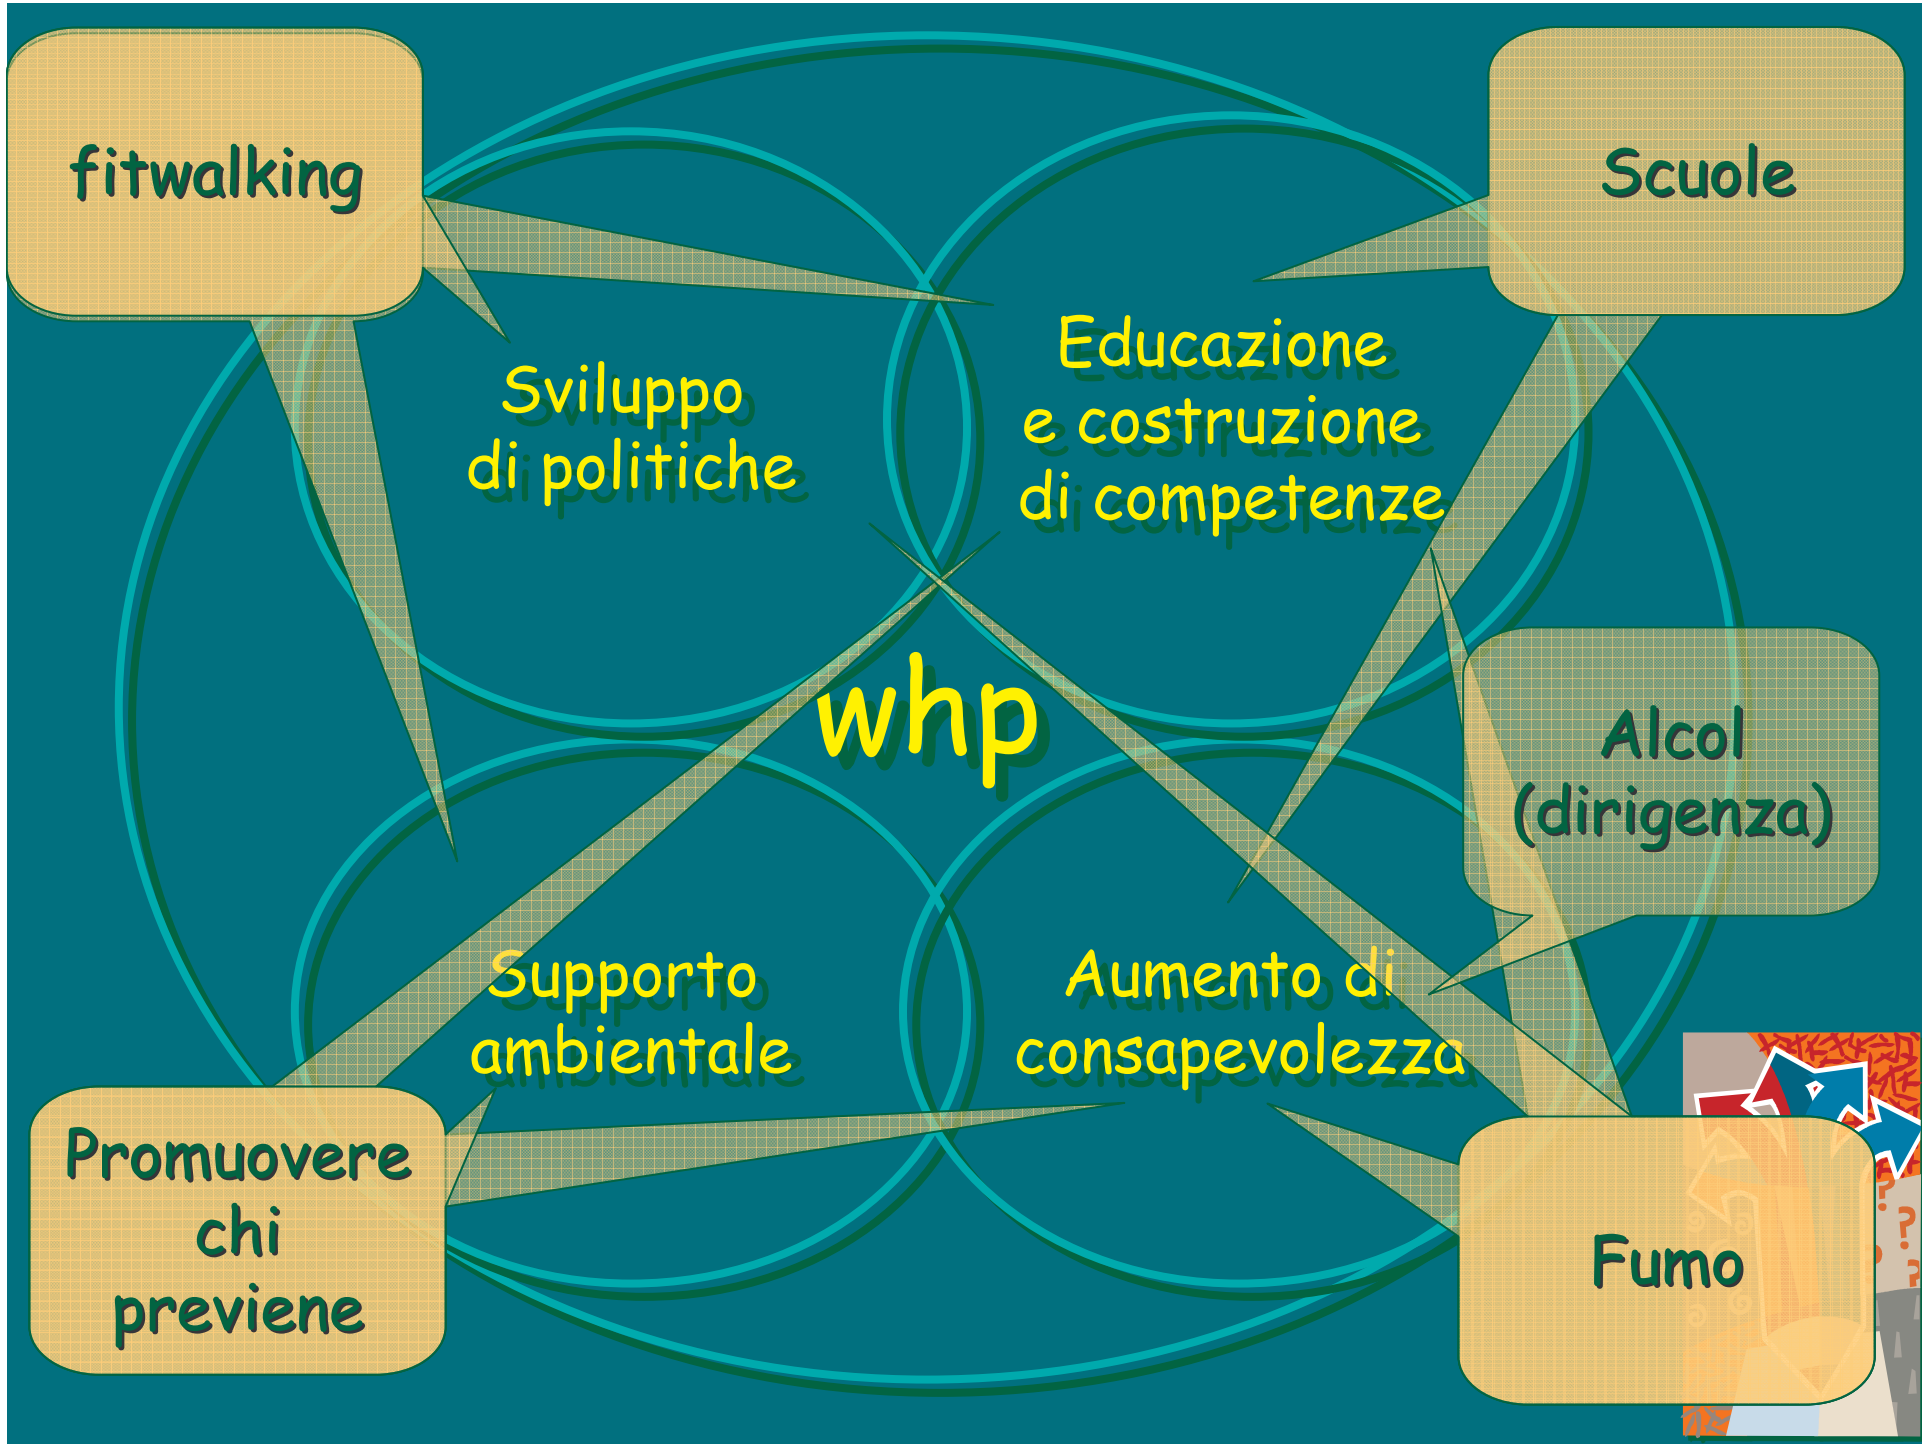 fitwalking
Scuole
Sviluppo
di politiche
Educazione
e costruzione
di competenze
whp
Alcol
(dirigenza)
Supporto
ambientale
Aumento di
consapevolezza
Promuovere
chi
previene
Fumo